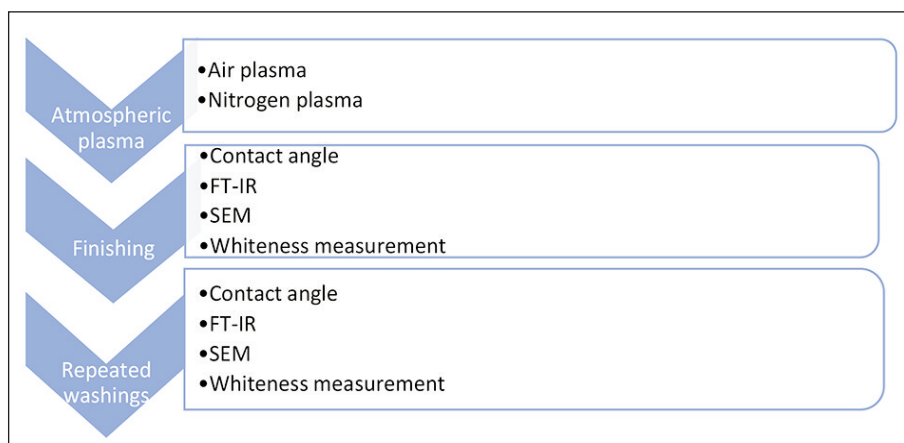 Atmospheric
plasma
•Air plasma
•Nitrogen plasma
Finishing
•Contact angle
•FT-IR
•SEM
•Whiteness measurement
Repeated
washings
•Contact angle
•FT-IR
•SEM
•Whiteness measurement